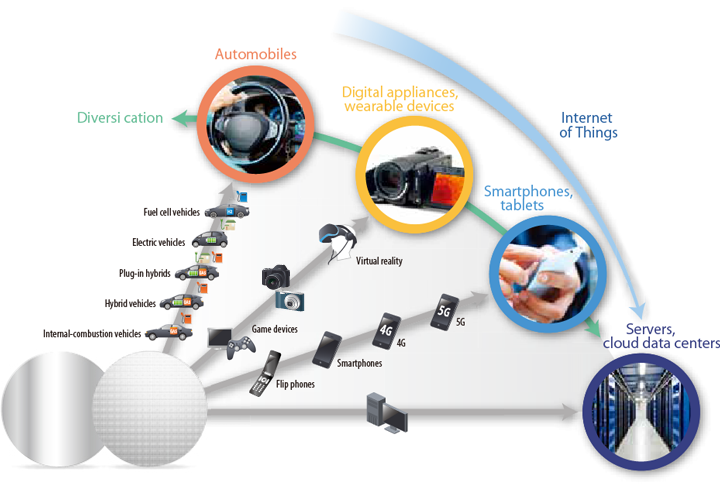 Automobiles
Digital appliances,
wearable devices
Diversi cation
Internet
of Things
Smartphones,
tablets
Fuel cell vehicles
Electric vehicles
Virtual reality
Plug-in hybrids
Hybrid vehicles
5G
5G
Internal-combustion vehicles
Game devices
4G
4G
Servers,
cloud data centers
Smartphones
Flip phones